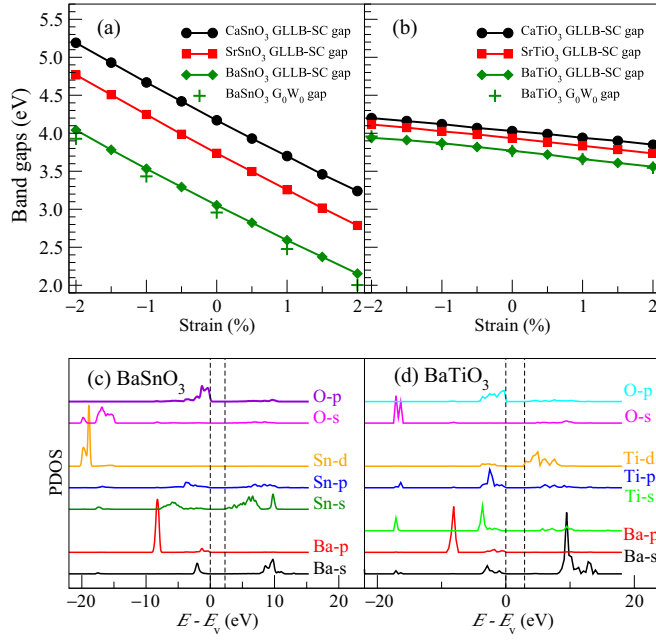 (a)
CaSnO3 GLLB-SC gap
SrSnO3 GLLB-SC gap
BaSnO3 GLLB-SC gap
BaSnO3 G0W0 gap
(b)
CaTiO3 GLLB-SC gap
SrTiO3 GLLB-SC gap
BaTiO3 GLLB-SC gap
BaTiO3 G0W0 gap
Band gaps (eV)
5.0
4.5
4.0
3.5
3.0
2.5
2.0
−2 −1 0 1 2
Strain (%)
−2 −1 0 1 2
Strain (%)
(c) BaSnO3
O-p
O-s
Sn-d
Sn-p
Sn-s
Ba-p
Ba-s
PDOS
−20 −10 0 10
E - Ev (eV)
(d) BaTiO3
O-p
O-s
Ti-d
Ti-p
Ti-s
Ba-p
Ba-s
−20 −10 0 10 20
E - Ev (eV)